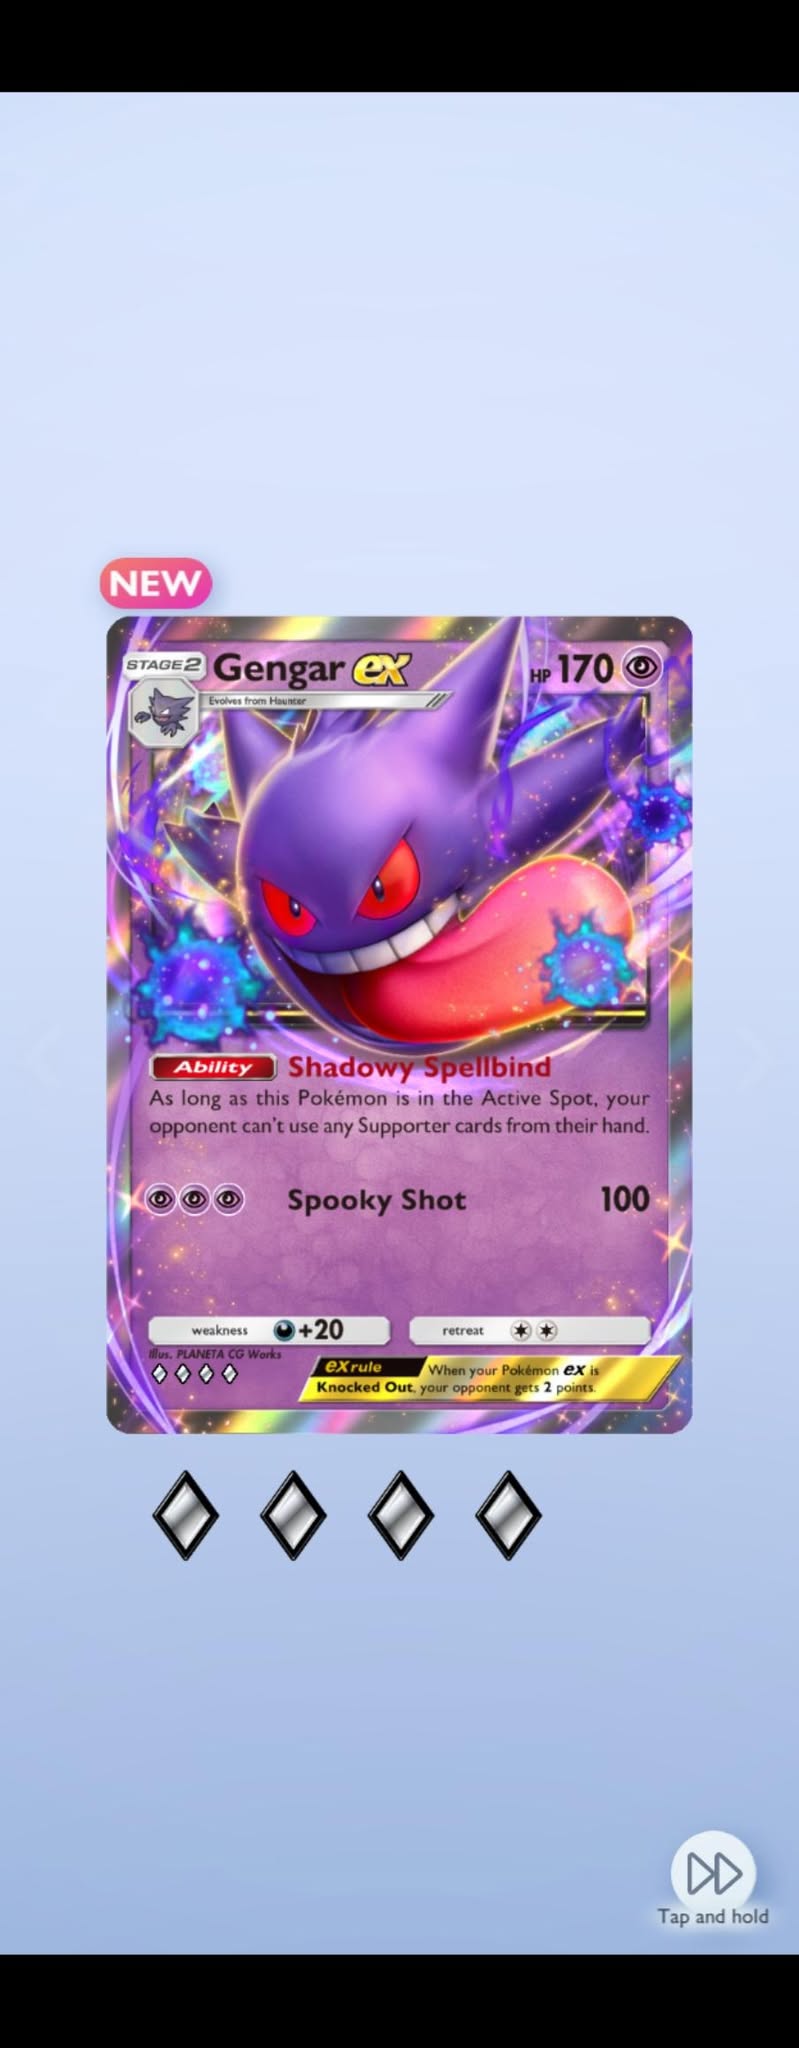 NEW
STAGE2 Gengar ex HP 170
Evolves from Haunter
Ability Shadowy Spellbind
As long as this Pokémon is in the Active Spot, your
opponent can't use any Supporter cards from their hand.
Spooky Shot 100
weakness +20 retreat
Illus. PLANETA CG Works
ex rule When your Pokémon ex is
Knocked Out, your opponent gets 2 points.
Tap and hold